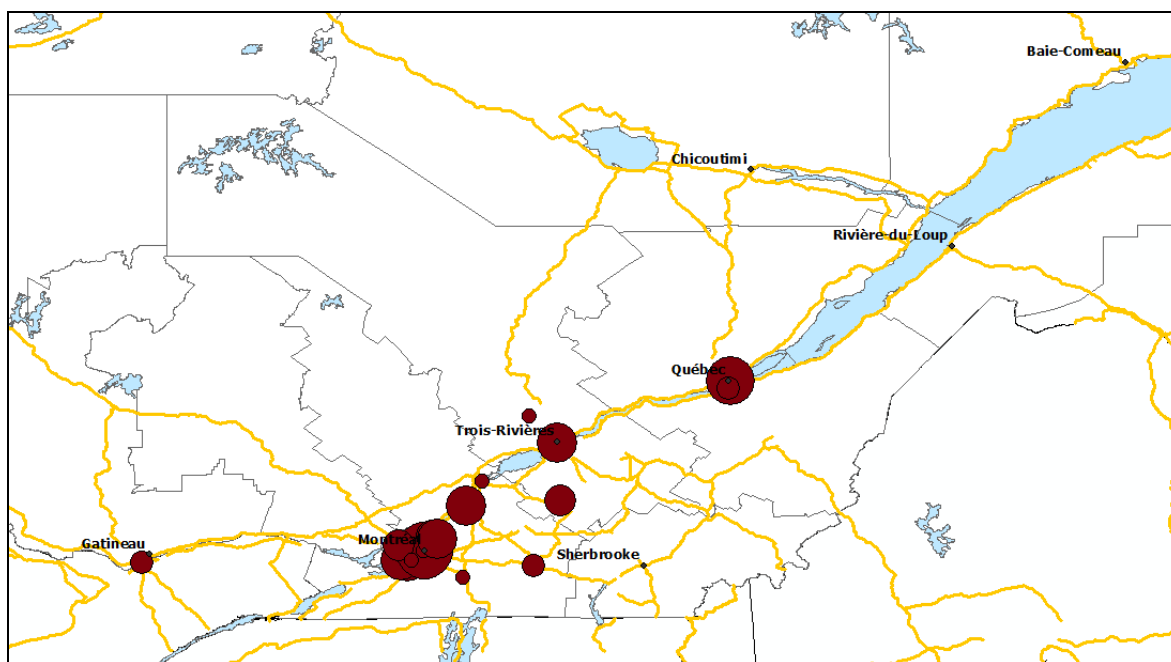 Baie-Comeau
Chicoutimi
Rivière-du-Loup
Québec
Trois-Rivières
Montréal
Gatineau
Sherbrooke